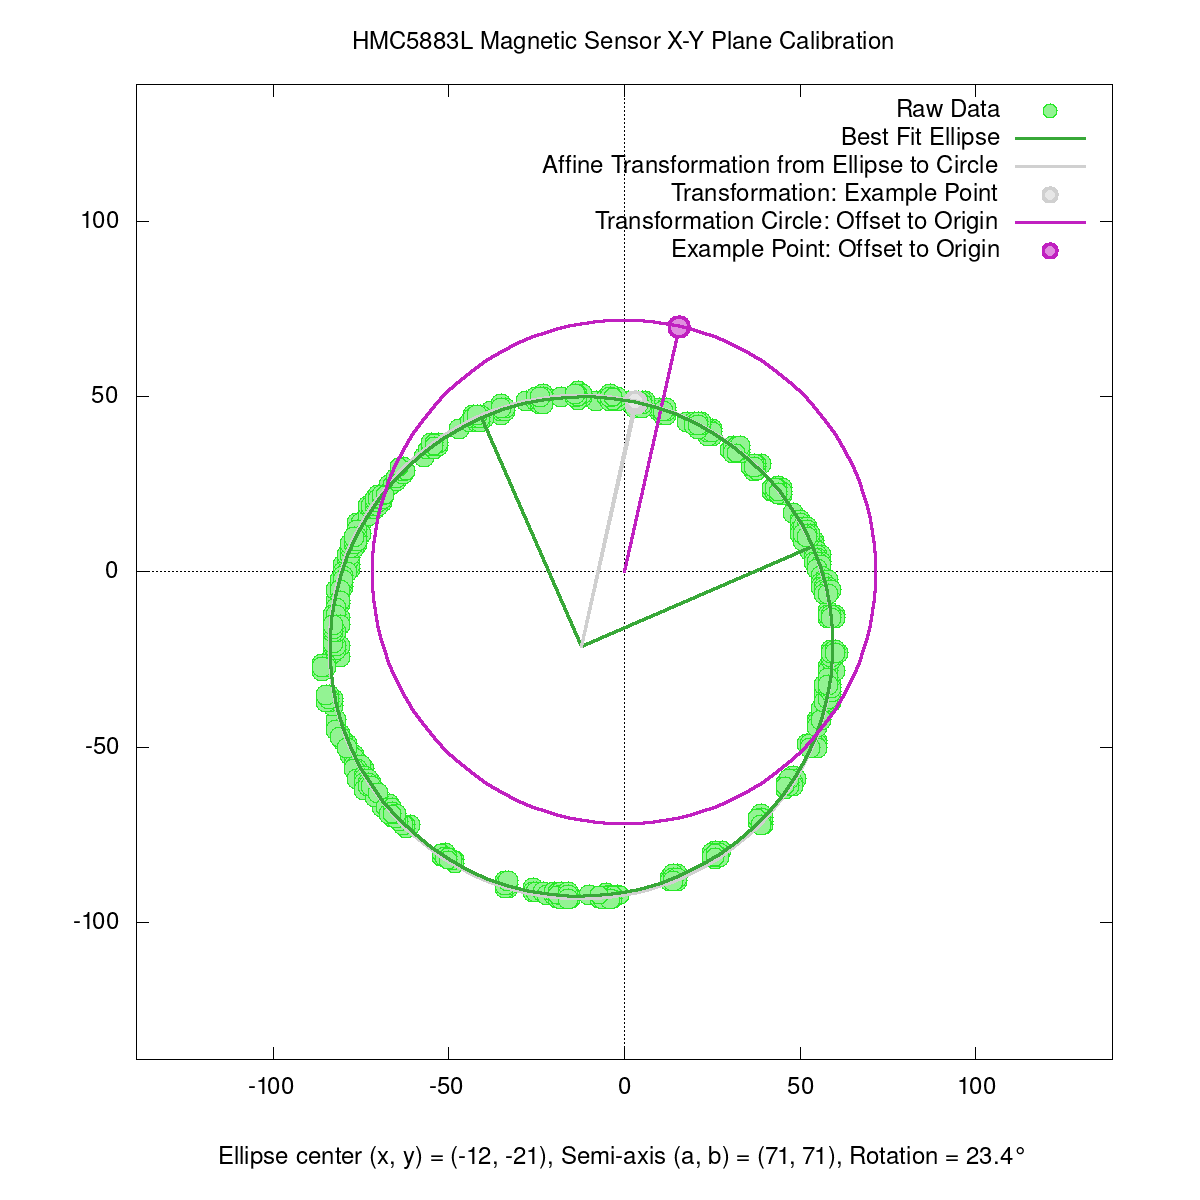 HMC5883L Magnetic Sensor X-Y Plane Calibration
Raw Data
Best Fit Ellipse
Affine Transformation from Ellipse to Circle
Transformation: Example Point
Transformation Circle: Offset to Origin
Example Point: Offset to Origin
100
50
0
-50
-100
-100 -50 0 50 100
Ellipse center (x, y) = (-12, -21), Semi-axis (a, b) = (71, 71), Rotation = 23.4°